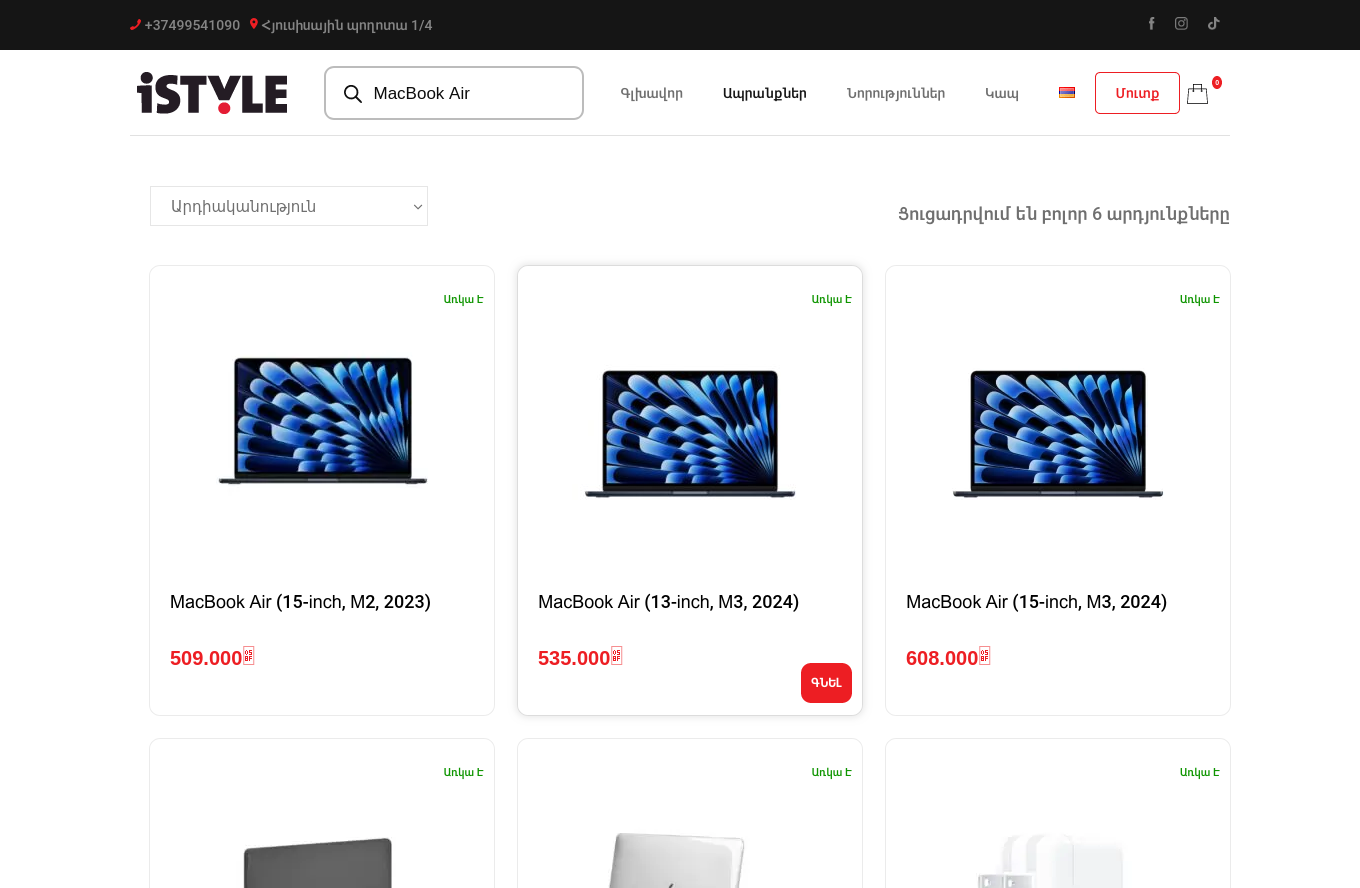 +37499541090 Հյուսիսային պողոտա 1/4
iSTYLE
MacBook Air
Գլխավոր
Ապրանքներ
Նորություններ
Կապ
Մուտք
0
Արդիականություն
Ցուցադրվում են բոլոր 6 արդյունքները
Առկա է
Առկա է
Առկա է
MacBook Air (15-inch, M2, 2023)
MacBook Air (13-inch, M3, 2024)
MacBook Air (15-inch, M3, 2024)
509.000֏
535.000֏
608.000֏
ԳՆԵԼ
Առկա է
Առկա է
Առկա է